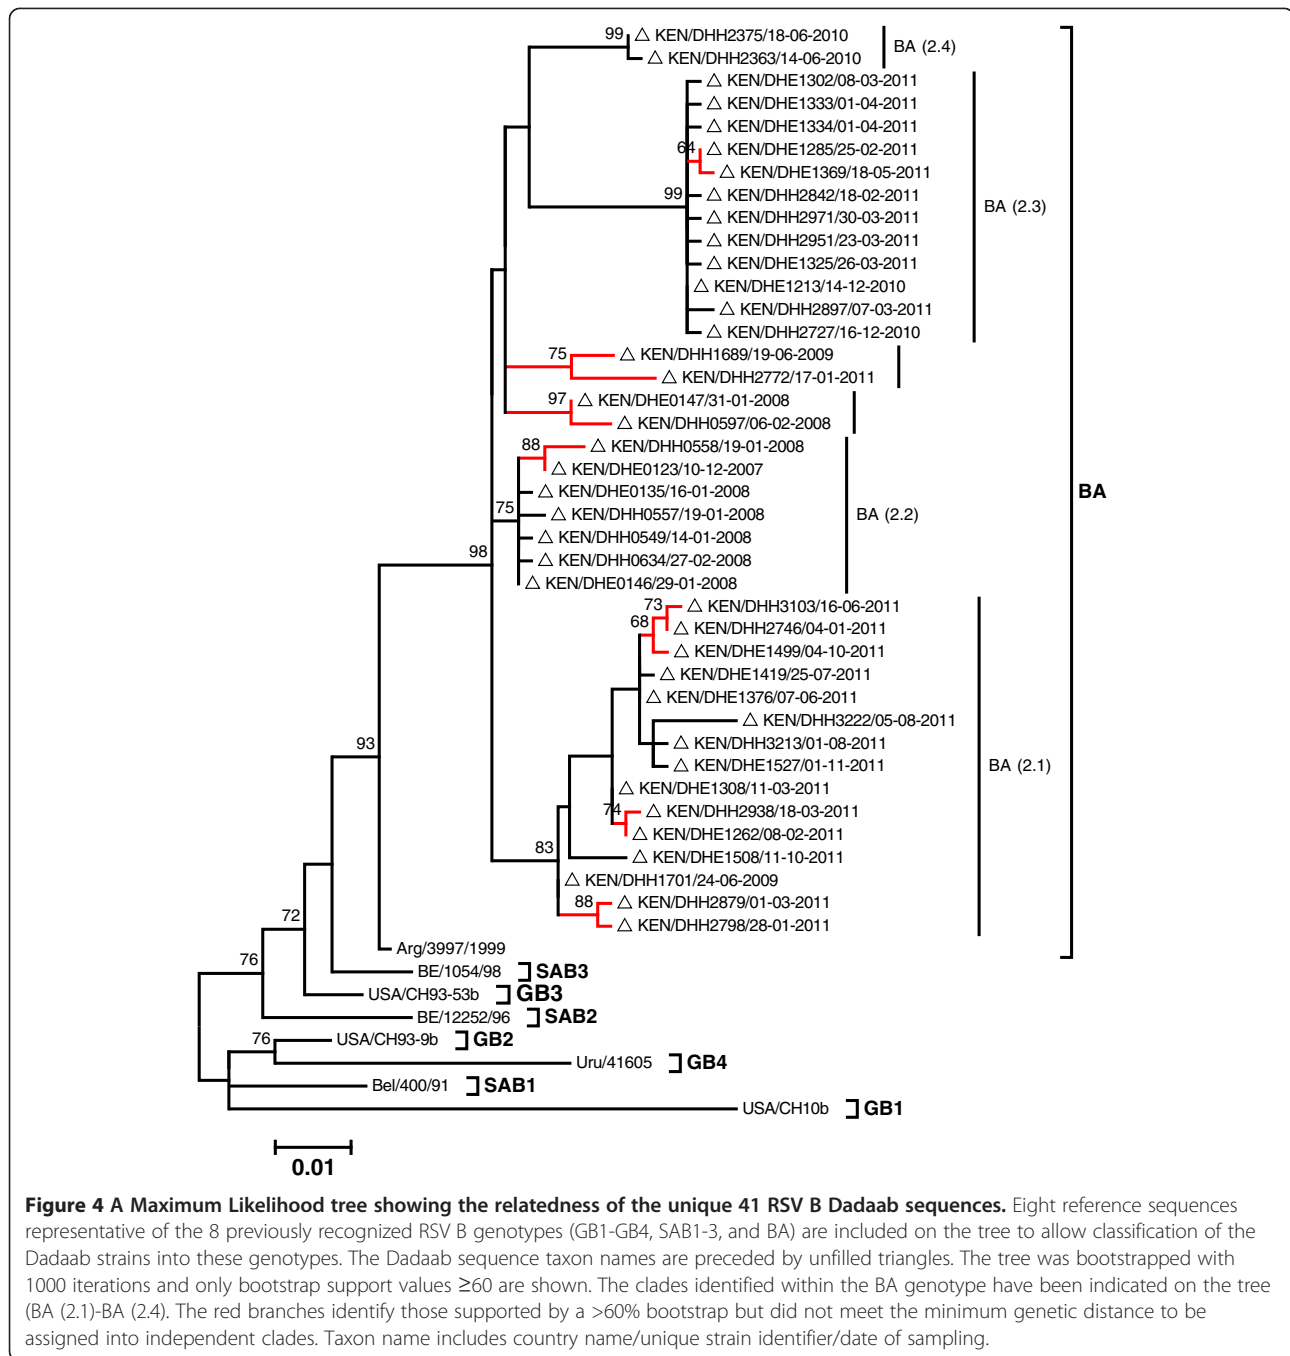 99 △ KEN/DHH2375/18-06-2010
△ KEN/DHH2363/14-06-2010
BA (2.4)
△ KEN/DHE1302/08-03-2011
△ KEN/DHE1333/01-04-2011
△ KEN/DHE1334/01-04-2011
64 △ KEN/DHE1285/25-02-2011
△ KEN/DHE1369/18-05-2011
99 △ KEN/DHH2842/18-02-2011
△ KEN/DHH2971/30-03-2011
△ KEN/DHH2951/23-03-2011
△ KEN/DHE1325/26-03-2011
△ KEN/DHE1213/14-12-2010
△ KEN/DHH2897/07-03-2011
△ KEN/DHH2727/16-12-2010
BA (2.3)
75 △ KEN/DHH1689/19-06-2009
△ KEN/DHH2772/17-01-2011
97 △ KEN/DHE0147/31-01-2008
△ KEN/DHH0597/06-02-2008
88 △ KEN/DHH0558/19-01-2008
△ KEN/DHE0123/10-12-2007
△ KEN/DHE0135/16-01-2008
75 △ KEN/DHH0557/19-01-2008
△ KEN/DHH0549/14-01-2008
△ KEN/DHH0634/27-02-2008
△ KEN/DHE0146/29-01-2008
BA (2.2)
BA
98
73 △ KEN/DHH3103/16-06-2011
68 △ KEN/DHH2746/04-01-2011
△ KEN/DHE1499/04-10-2011
△ KEN/DHE1419/25-07-2011
△ KEN/DHE1376/07-06-2011
△ KEN/DHH3222/05-08-2011
△ KEN/DHH3213/01-08-2011
△ KEN/DHE1527/01-11-2011
△ KEN/DHE1308/11-03-2011
74 △ KEN/DHH2938/18-03-2011
△ KEN/DHE1262/08-02-2011
83 △ KEN/DHE1508/11-10-2011
△ KEN/DHH1701/24-06-2009
88 △ KEN/DHH2879/01-03-2011
△ KEN/DHH2798/28-01-2011
BA (2.1)
93
Arg/3997/1999
72
BE/1054/98 SAB3
76
USA/CH93-53b GB3
BE/12252/96 SAB2
76 USA/CH93-9b GB2
Uru/41605 GB4
Bel/400/91 SAB1
USA/CH10b GB1
0.01
Figure 4 A Maximum Likelihood tree showing the relatedness of the unique 41 RSV B Dadaab sequences. Eight reference sequences
representative of the 8 previously recognized RSV B genotypes (GB1-GB4, SAB1-3, and BA) are included on the tree to allow classification of the
Dadaab strains into these genotypes. The Dadaab sequence taxon names are preceded by unfilled triangles. The tree was bootstrapped with
1000 iterations and only bootstrap support values ≥60 are shown. The clades identified within the BA genotype have been indicated on the tree
(BA (2.1)-BA (2.4). The red branches identify those supported by a >60% bootstrap but did not meet the minimum genetic distance to be
assigned into independent clades. Taxon name includes country name/unique strain identifier/date of sampling.